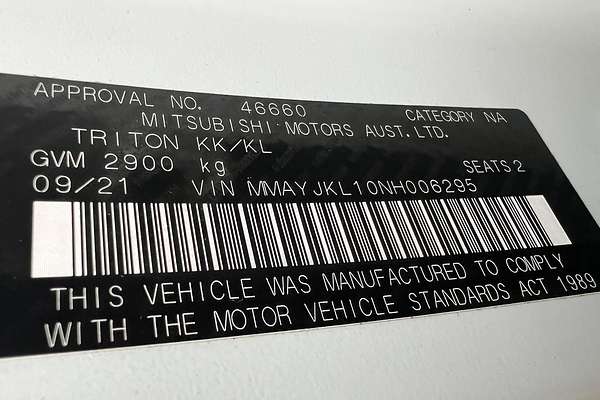 APPROVAL NO. 46660 CATEGORY NA
MITSUBISHI MOTORS AUST. LTD.
TRITON KK/KL
GVM 2900 kg SEATS 2
09/21 VIN MMAYJKL10NH006295
THIS VEHICLE WAS MANUFACTURED TO COMPLY
WITH THE MOTOR VEHICLE STANDARDS ACT 1989